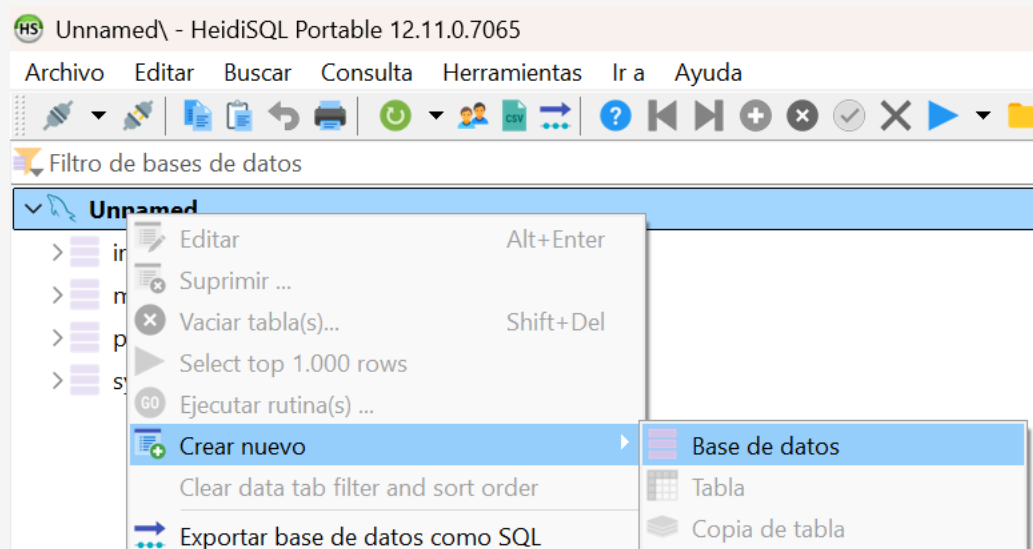 HS Unnamed\ - HeidiSQL Portable 12.11.0.7065
Archivo Editar Buscar Consulta Herramientas Ir a Ayuda
CSV
Filtro de bases de datos
Unnamed
Editar Alt+Enter
Suprimir ...
Vaciar tabla(s)... Shift+Del
Select top 1.000 rows
GO Ejecutar rutina(s) ...
Crear nuevo
Base de datos
Clear data tab filter and sort order
Tabla
Exportar base de datos como SQL
Copia de tabla